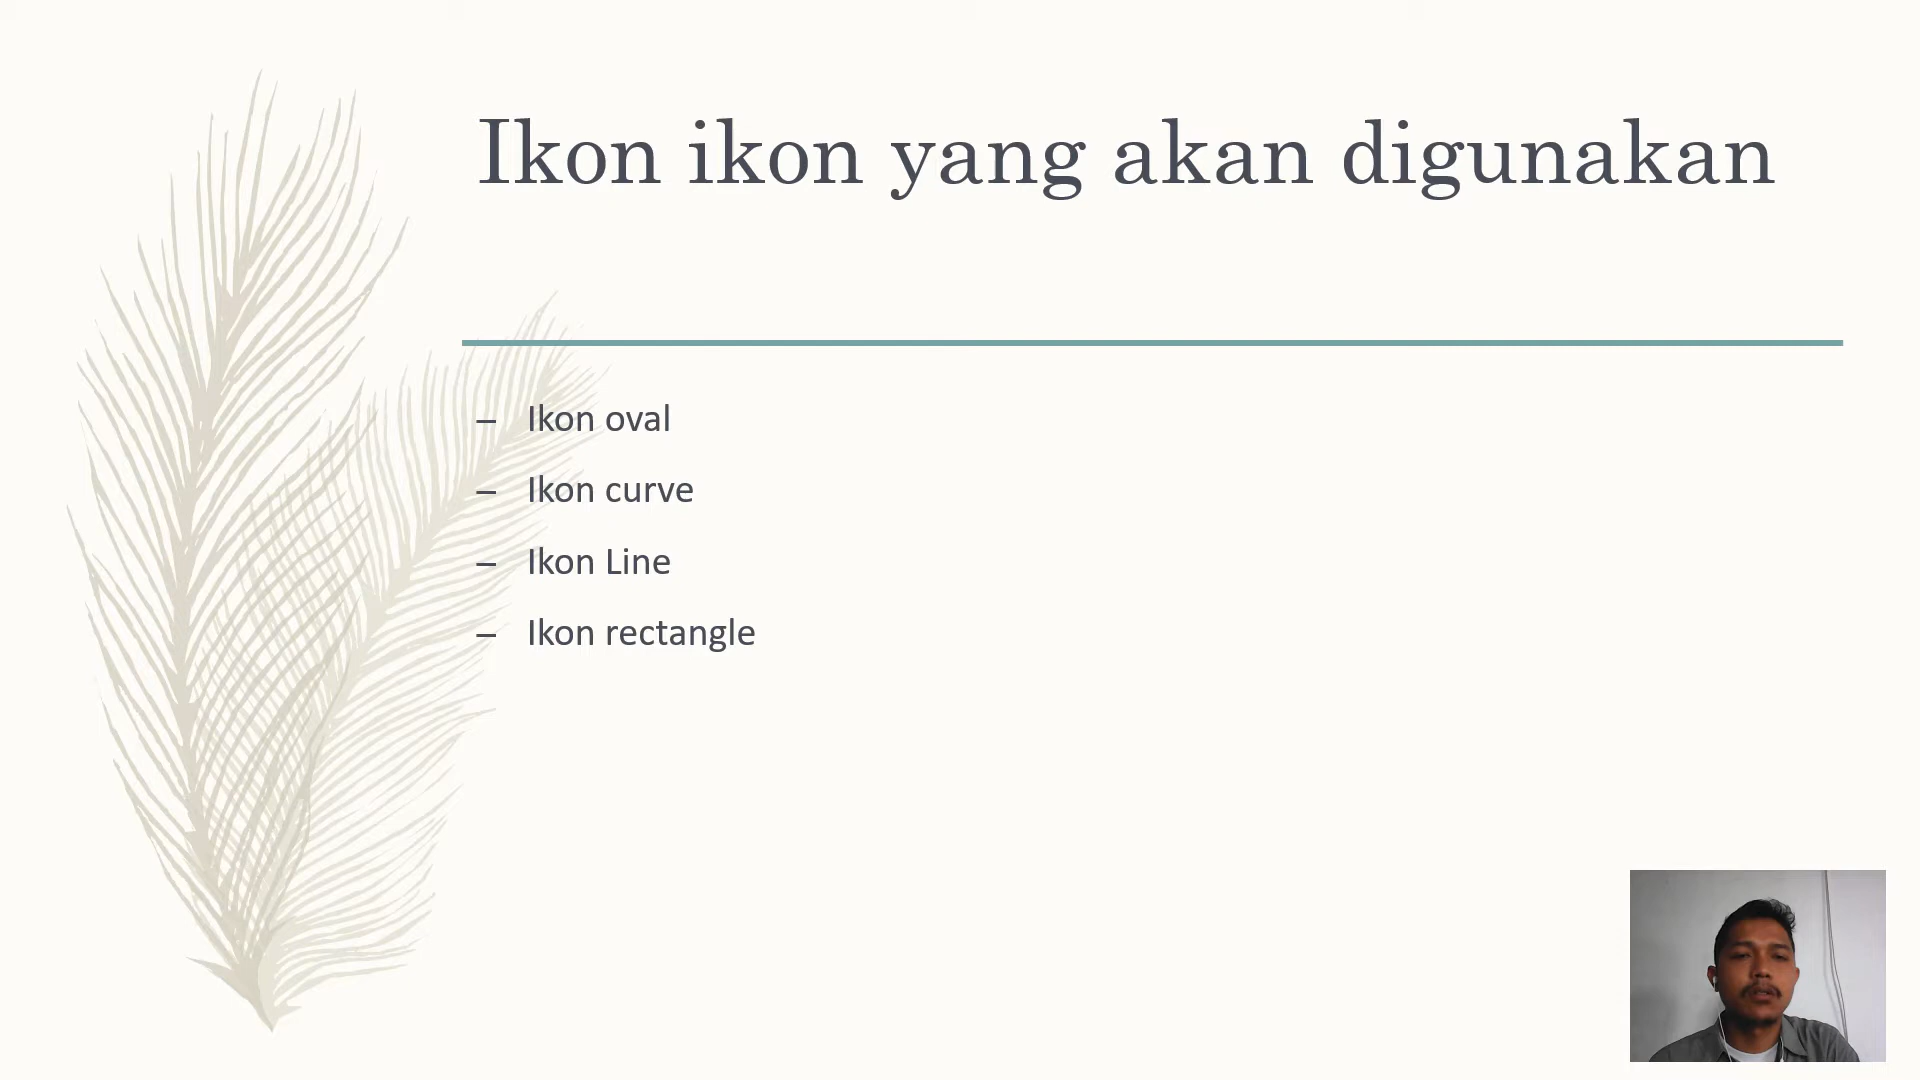 Ikon ikon yang akan digunakan
– Ikon oval
– Ikon curve
– Ikon Line
– Ikon rectangle